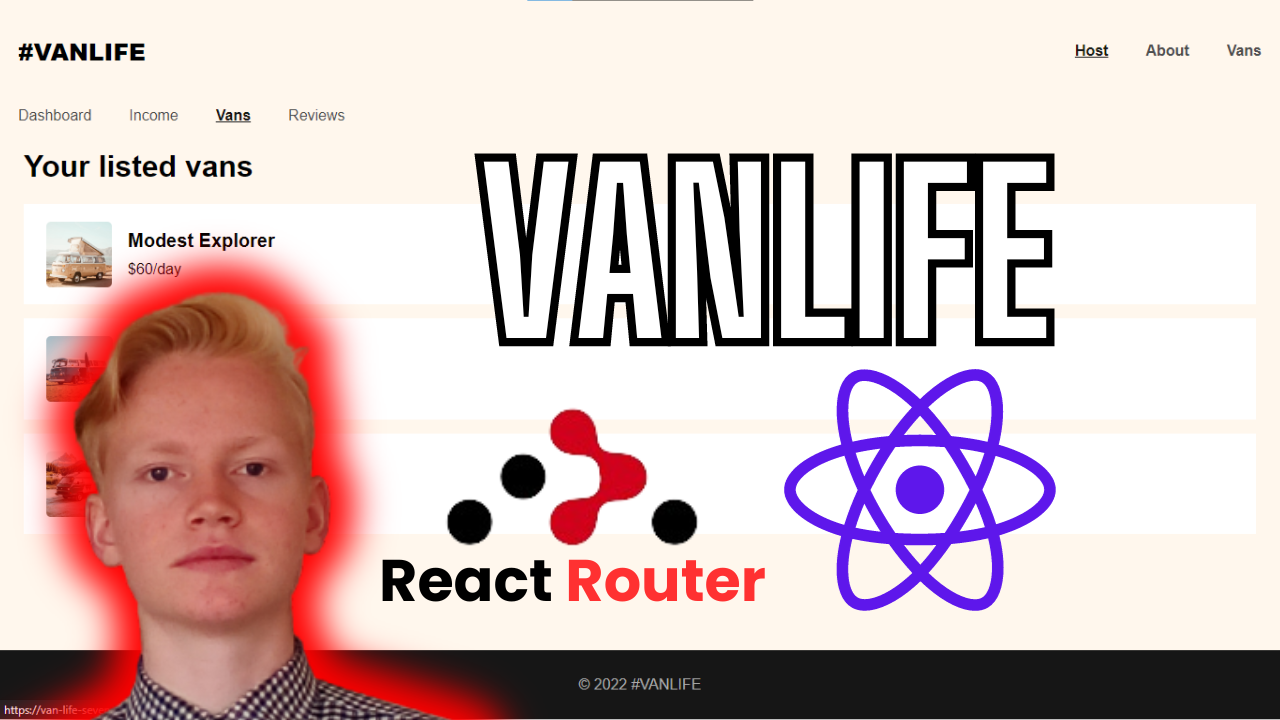 #VANLIFE
Host About Vans
Dashboard Income Vans Reviews
Your listed vans
Modest Explorer
$60/day
VANLIFE
React Router
© 2022 #VANLIFE
https://van-life-